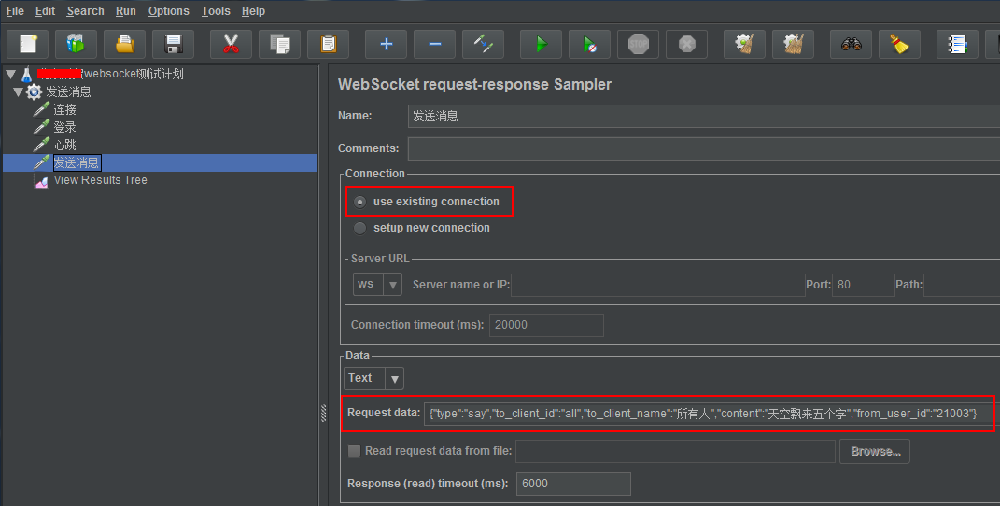 File Edit Search Run Options Tools Help
websocket测试计划
发送消息
连接
登录
心跳
发送消息
View Results Tree
WebSocket request-response Sampler
Name: 发送消息
Comments:
Connection
use existing connection
setup new connection
Server URL
ws Server name or IP: Port: 80 Path:
Connection timeout (ms): 20000
Data
Text
Request data: {"type":"say","to_client_id":"all","to_client_name":"所有人","content":"天空飘来五个字","from_user_id":"21003"}
Read request data from file: Browse...
Response (read) timeout (ms): 6000